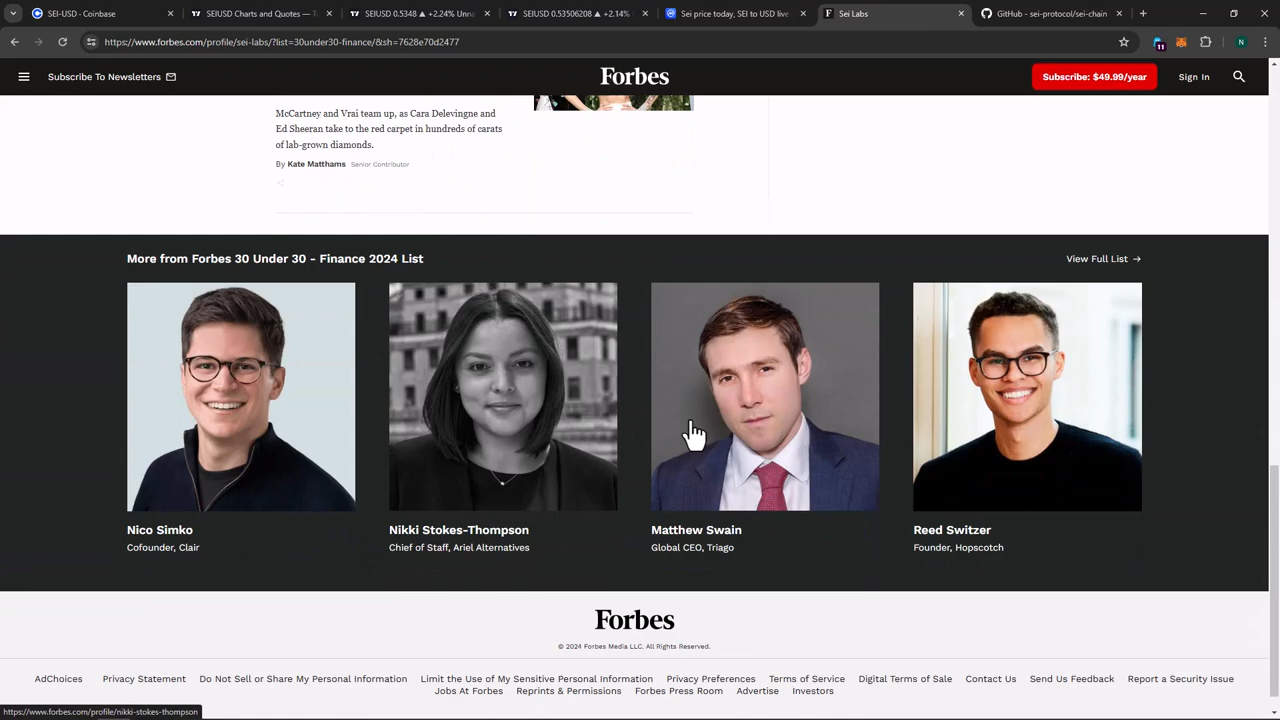 SEI-USD - Coinbase
SEIUSD Charts and Quotes — T
SEIUSD 0.5348 ▲ +2.24% Unn
SEIUSD 0.53506208 ▲ +2.14%
Sei price today, SEI to USD live
Sei Labs
GitHub - sei-protocol/sei-chain
https://www.forbes.com/profile/sei-labs/?list=30under30-finance/&sh=7628e70d2477
11
N
Subscribe To Newsletters
Forbes
Subscribe: $49.99/year
Sign In
McCartney and Vrai team up, as Cara Delevingne and
Ed Sheeran take to the red carpet in hundreds of carats
of lab-grown diamonds.
By Kate Matthams Senior Contributor
More from Forbes 30 Under 30 - Finance 2024 List
View Full List →
Nico Simko
Cofounder, Clair
Nikki Stokes-Thompson
Chief of Staff, Ariel Alternatives
Matthew Swain
Global CEO, Triago
Reed Switzer
Founder, Hopscotch
Forbes
© 2024 Forbes Media LLC. All Rights Reserved.
AdChoices Privacy Statement Do Not Sell or Share My Personal Information Limit the Use of My Sensitive Personal Information Privacy Preferences Terms of Service Digital Terms of Sale Contact Us Send Us Feedback Report a Security Issue
Jobs At Forbes Reprints & Permissions Forbes Press Room Advertise Investors
https://www.forbes.com/profile/nikki-stokes-thompson